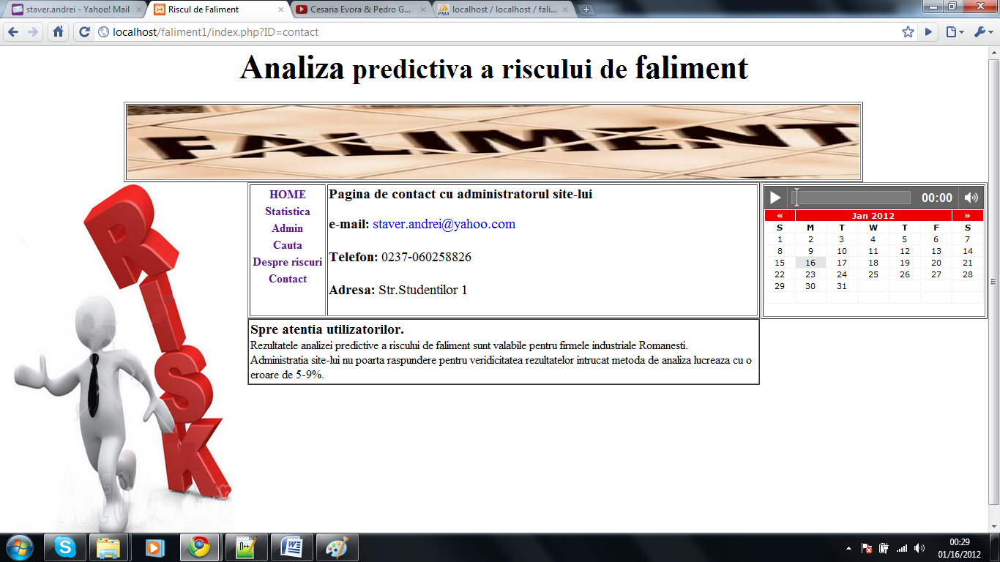 staver.andrei - Yahoo! Mail
Riscul de Faliment
Cesaria Evora & Pedro G...
localhost / localhost / fali...
localhost/faliment1/index.php?ID=contact
Analiza predictiva a riscului de faliment
FALIMENT
HOME
Statistica
Admin
Cauta
Despre riscuri
Contact
Pagina de contact cu administratorul site-lui
e-mail: staver.andrei@yahoo.com
Telefon: 0237-060258826
Adresa: Str.Studentilor 1
00:00
« Jan 2012 »
S M T W T F S
1 2 3 4 5 6 7
8 9 10 11 12 13 14
15 16 17 18 19 20 21
22 23 24 25 26 27 28
29 30 31
Spre atentia utilizatorilor.
Rezultatele analizei predictive a riscului de faliment sunt valabile pentru firmele industriale Romanesti.
Administratia site-lui nu poarta raspundere pentru veridicitatea rezultatelor intrucat metoda de analiza lucreaza cu o
eroare de 5-9%.
RISK
00:29
01/16/2012